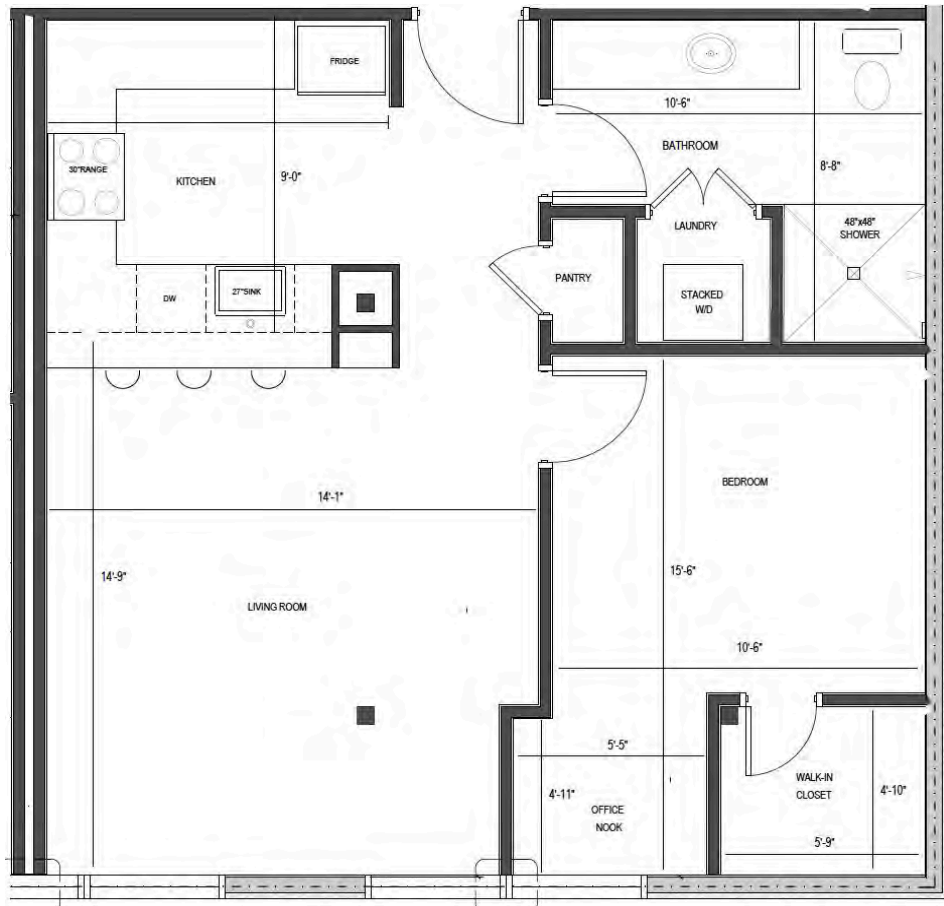 FRIDGE
10'-6"
BATHROOM
30"RANGE
KITCHEN
9'-0"
8'-8"
48"x48"
SHOWER
LAUNDRY
PANTRY
DW
27"SINK
STACKED
W/D
BEDROOM
14'-1"
14'-9"
15'-6"
LIVING ROOM
10'-6"
5'-5"
WALK-IN
CLOSET
4'-11"
4'-10"
OFFICE
NOOK
5'-9"